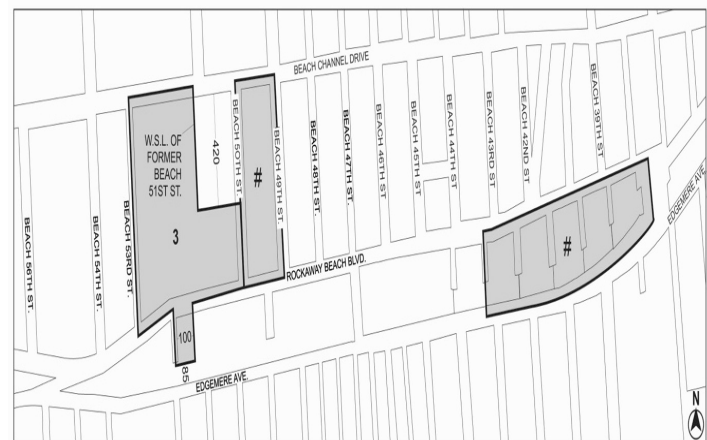 BEACH CHANNEL DRIVE
W.S.L. OF
FORMER
BEACH
51ST ST.
3
420
#
100
85
BEACH 56TH ST.
BEACH 54TH ST.
BEACH 53RD ST.
BEACH 50TH ST.
BEACH 49TH ST.
BEACH 48TH ST.
BEACH 47TH ST.
BEACH 46TH ST.
BEACH 45TH ST.
BEACH 44TH ST.
BEACH 43RD ST.
BEACH 42ND ST.
BEACH 39TH ST.
EDGEMERE AVE.
ROCKAWAY BEACH BLVD.
#
EDGEMERE AVE.
N